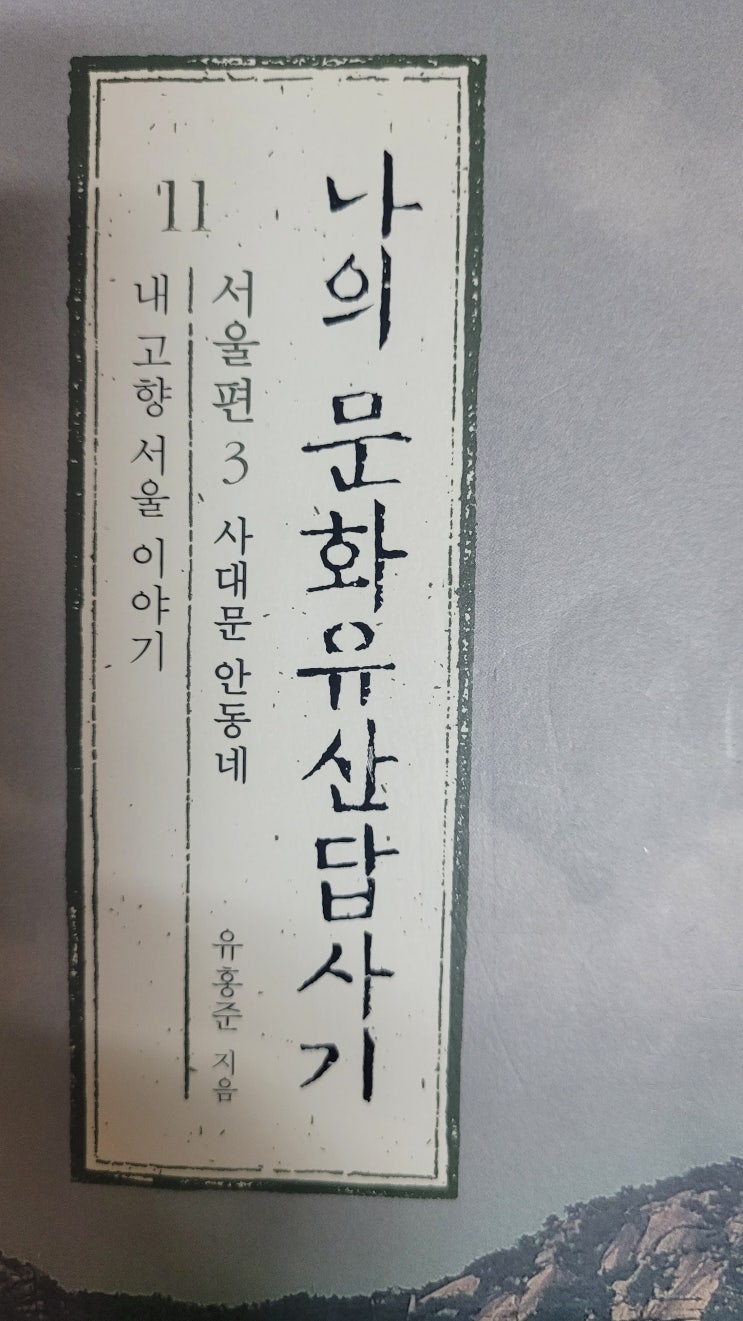 나의 문화유산답사기
11
서울편 3 사대문 안동네
유홍준 지음
내 고향 서울 이야기